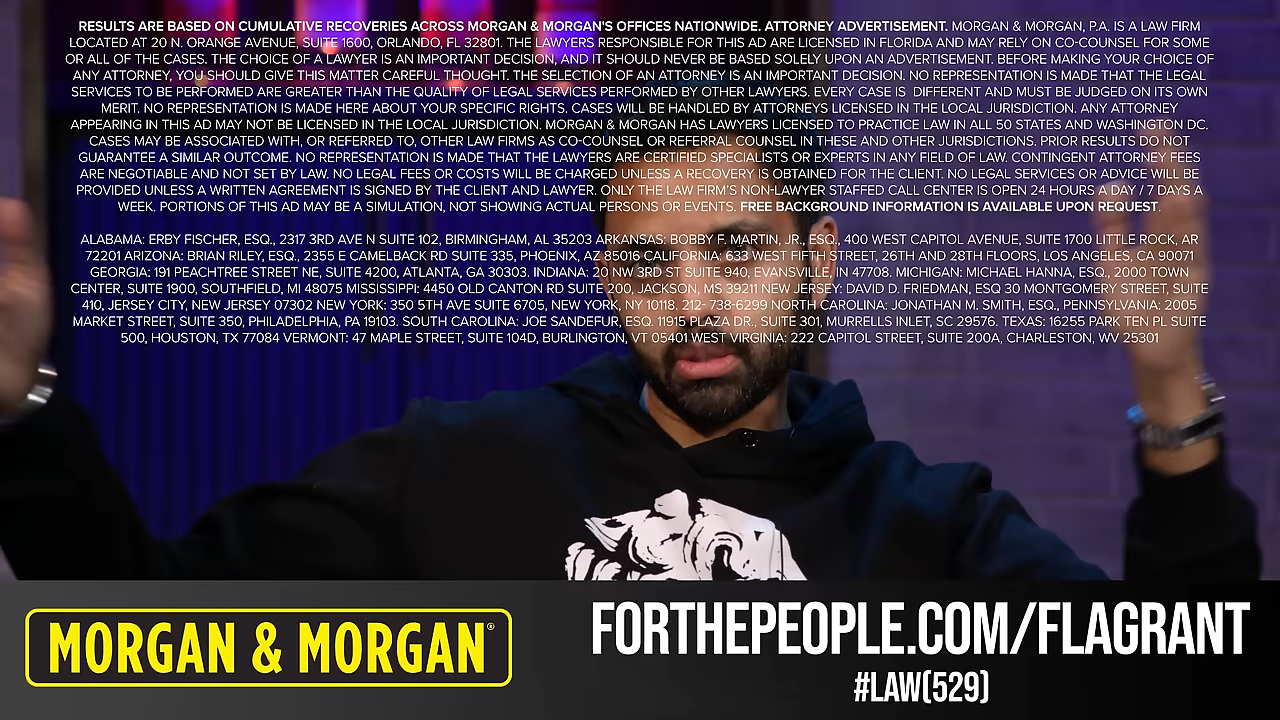 RESULTS ARE BASED ON CUMULATIVE RECOVERIES ACROSS MORGAN & MORGAN'S OFFICES NATIONWIDE. ATTORNEY ADVERTISEMENT. MORGAN & MORGAN, P.A. IS A LAW FIRM
LOCATED AT 20 N. ORANGE AVENUE, SUITE 1600, ORLANDO, FL 32801. THE LAWYERS RESPONSIBLE FOR THIS AD ARE LICENSED IN FLORIDA AND MAY RELY ON CO-COUNSEL FOR SOME
OR ALL OF THE CASES. THE CHOICE OF A LAWYER IS AN IMPORTANT DECISION, AND IT SHOULD NEVER BE BASED SOLELY UPON AN ADVERTISEMENT. BEFORE MAKING YOUR CHOICE OF
ANY ATTORNEY, YOU SHOULD GIVE THIS MATTER CAREFUL THOUGHT. THE SELECTION OF AN ATTORNEY IS AN IMPORTANT DECISION. NO REPRESENTATION IS MADE THAT THE LEGAL
SERVICES TO BE PERFORMED ARE GREATER THAN THE QUALITY OF LEGAL SERVICES PERFORMED BY OTHER LAWYERS. EVERY CASE IS DIFFERENT AND MUST BE JUDGED ON ITS OWN
MERIT. NO REPRESENTATION IS MADE HERE ABOUT YOUR SPECIFIC RIGHTS. CASES WILL BE HANDLED BY ATTORNEYS LICENSED IN THE LOCAL JURISDICTION. ANY ATTORNEY
APPEARING IN THIS AD MAY NOT BE LICENSED IN THE LOCAL JURISDICTION. MORGAN & MORGAN HAS LAWYERS LICENSED TO PRACTICE LAW IN ALL 50 STATES AND WASHINGTON DC.
CASES MAY BE ASSOCIATED WITH, OR REFERRED TO, OTHER LAW FIRMS AS CO-COUNSEL OR REFERRAL COUNSEL IN THESE AND OTHER JURISDICTIONS. PRIOR RESULTS DO NOT
GUARANTEE A SIMILAR OUTCOME. NO REPRESENTATION IS MADE THAT THE LAWYERS ARE CERTIFIED SPECIALISTS OR EXPERTS IN ANY FIELD OF LAW. CONTINGENT ATTORNEY FEES
ARE NEGOTIABLE AND NOT SET BY LAW. NO LEGAL FEES OR COSTS WILL BE CHARGED UNLESS A RECOVERY IS OBTAINED FOR THE CLIENT. NO LEGAL SERVICES OR ADVICE WILL BE
PROVIDED UNLESS A WRITTEN AGREEMENT IS SIGNED BY THE CLIENT AND LAWYER. ONLY THE LAW FIRM'S NON-LAWYER STAFFED CALL CENTER IS OPEN 24 HOURS A DAY / 7 DAYS A
WEEK. PORTIONS OF THIS AD MAY BE A SIMULATION, NOT SHOWING ACTUAL PERSONS OR EVENTS. FREE BACKGROUND INFORMATION IS AVAILABLE UPON REQUEST.
ALABAMA: ERBY FISCHER, ESQ., 2317 3RD AVE N SUITE 102, BIRMINGHAM, AL 35203 ARKANSAS: BOBBY F. MARTIN, JR., ESQ., 400 WEST CAPITOL AVENUE, SUITE 1700 LITTLE ROCK, AR
72201 ARIZONA: BRIAN RILEY, ESQ., 2355 E CAMELBACK RD SUITE 335, PHOENIX, AZ 85016 CALIFORNIA: 633 WEST FIFTH STREET, 26TH AND 28TH FLOORS, LOS ANGELES, CA 90071
GEORGIA: 191 PEACHTREE STREET NE, SUITE 4200, ATLANTA, GA 30303. INDIANA: 20 NW 3RD ST SUITE 940, EVANSVILLE, IN 47708. MICHIGAN: MICHAEL HANNA, ESQ., 2000 TOWN
CENTER, SUITE 1900, SOUTHFIELD, MI 48075 MISSISSIPPI: 4450 OLD CANTON RD SUITE 200, JACKSON, MS 39211 NEW JERSEY: DAVID D. FRIEDMAN, ESQ 30 MONTGOMERY STREET, SUITE
410, JERSEY CITY, NEW JERSEY 07302 NEW YORK: 350 5TH AVE SUITE 6705, NEW YORK, NY 10118. 212- 738-6299 NORTH CAROLINA: JONATHAN M. SMITH, ESQ., PENNSYLVANIA: 2005
MARKET STREET, SUITE 350, PHILADELPHIA, PA 19103. SOUTH CAROLINA: JOE SANDEFUR, ESQ. 11915 PLAZA DR., SUITE 301, MURRELLS INLET, SC 29576. TEXAS: 16255 PARK TEN PL SUITE
500, HOUSTON, TX 77084 VERMONT: 47 MAPLE STREET, SUITE 104D, BURLINGTON, VT 05401 WEST VIRGINIA: 222 CAPITOL STREET, SUITE 200A, CHARLESTON, WV 25301
MORGAN & MORGAN®
FORTHEPEOPLE.COM/FLAGRANT
#LAW(529)